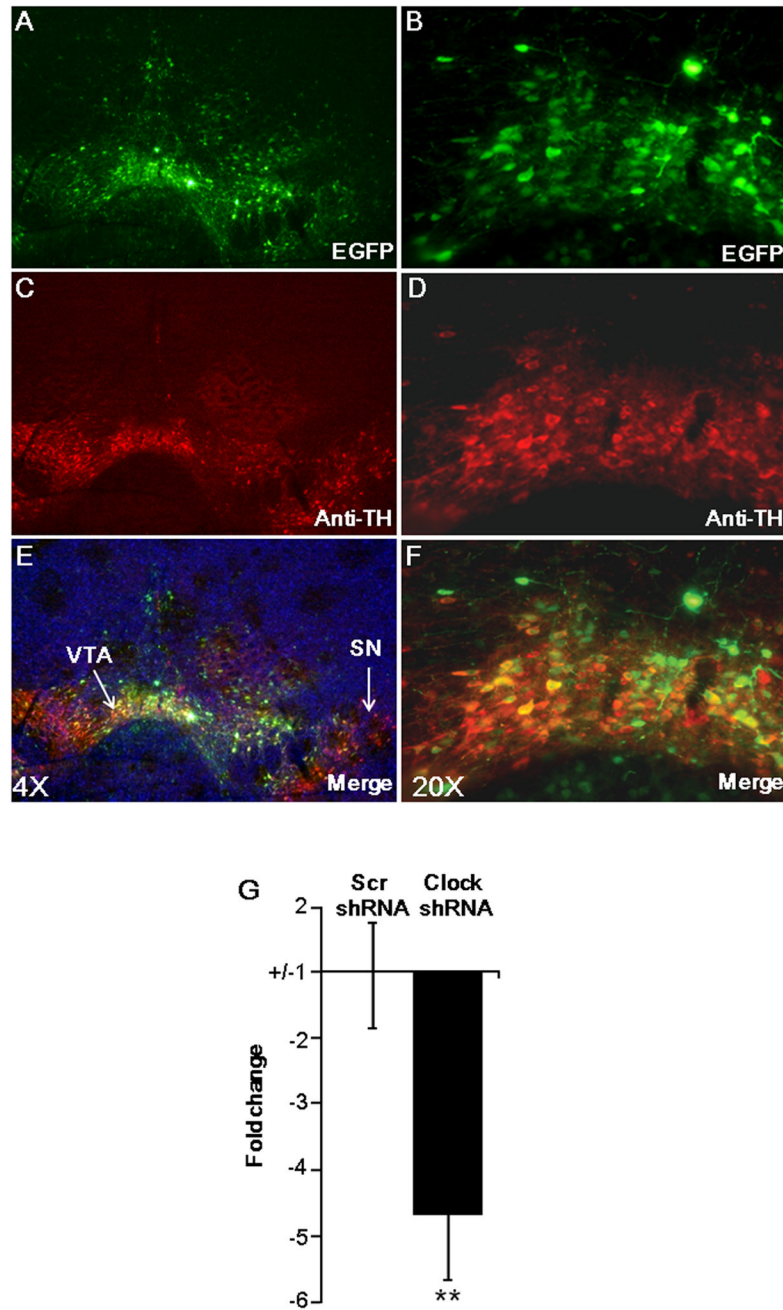 A
EGFP
B
EGFP
C
Anti-TH
D
Anti-TH
E
VTA
SN
4X
Merge
F
20X
Merge
G
Scr
shRNA
Clock
shRNA
Fold change
2
+/-1
-2
-3
-4
-5
-6
**